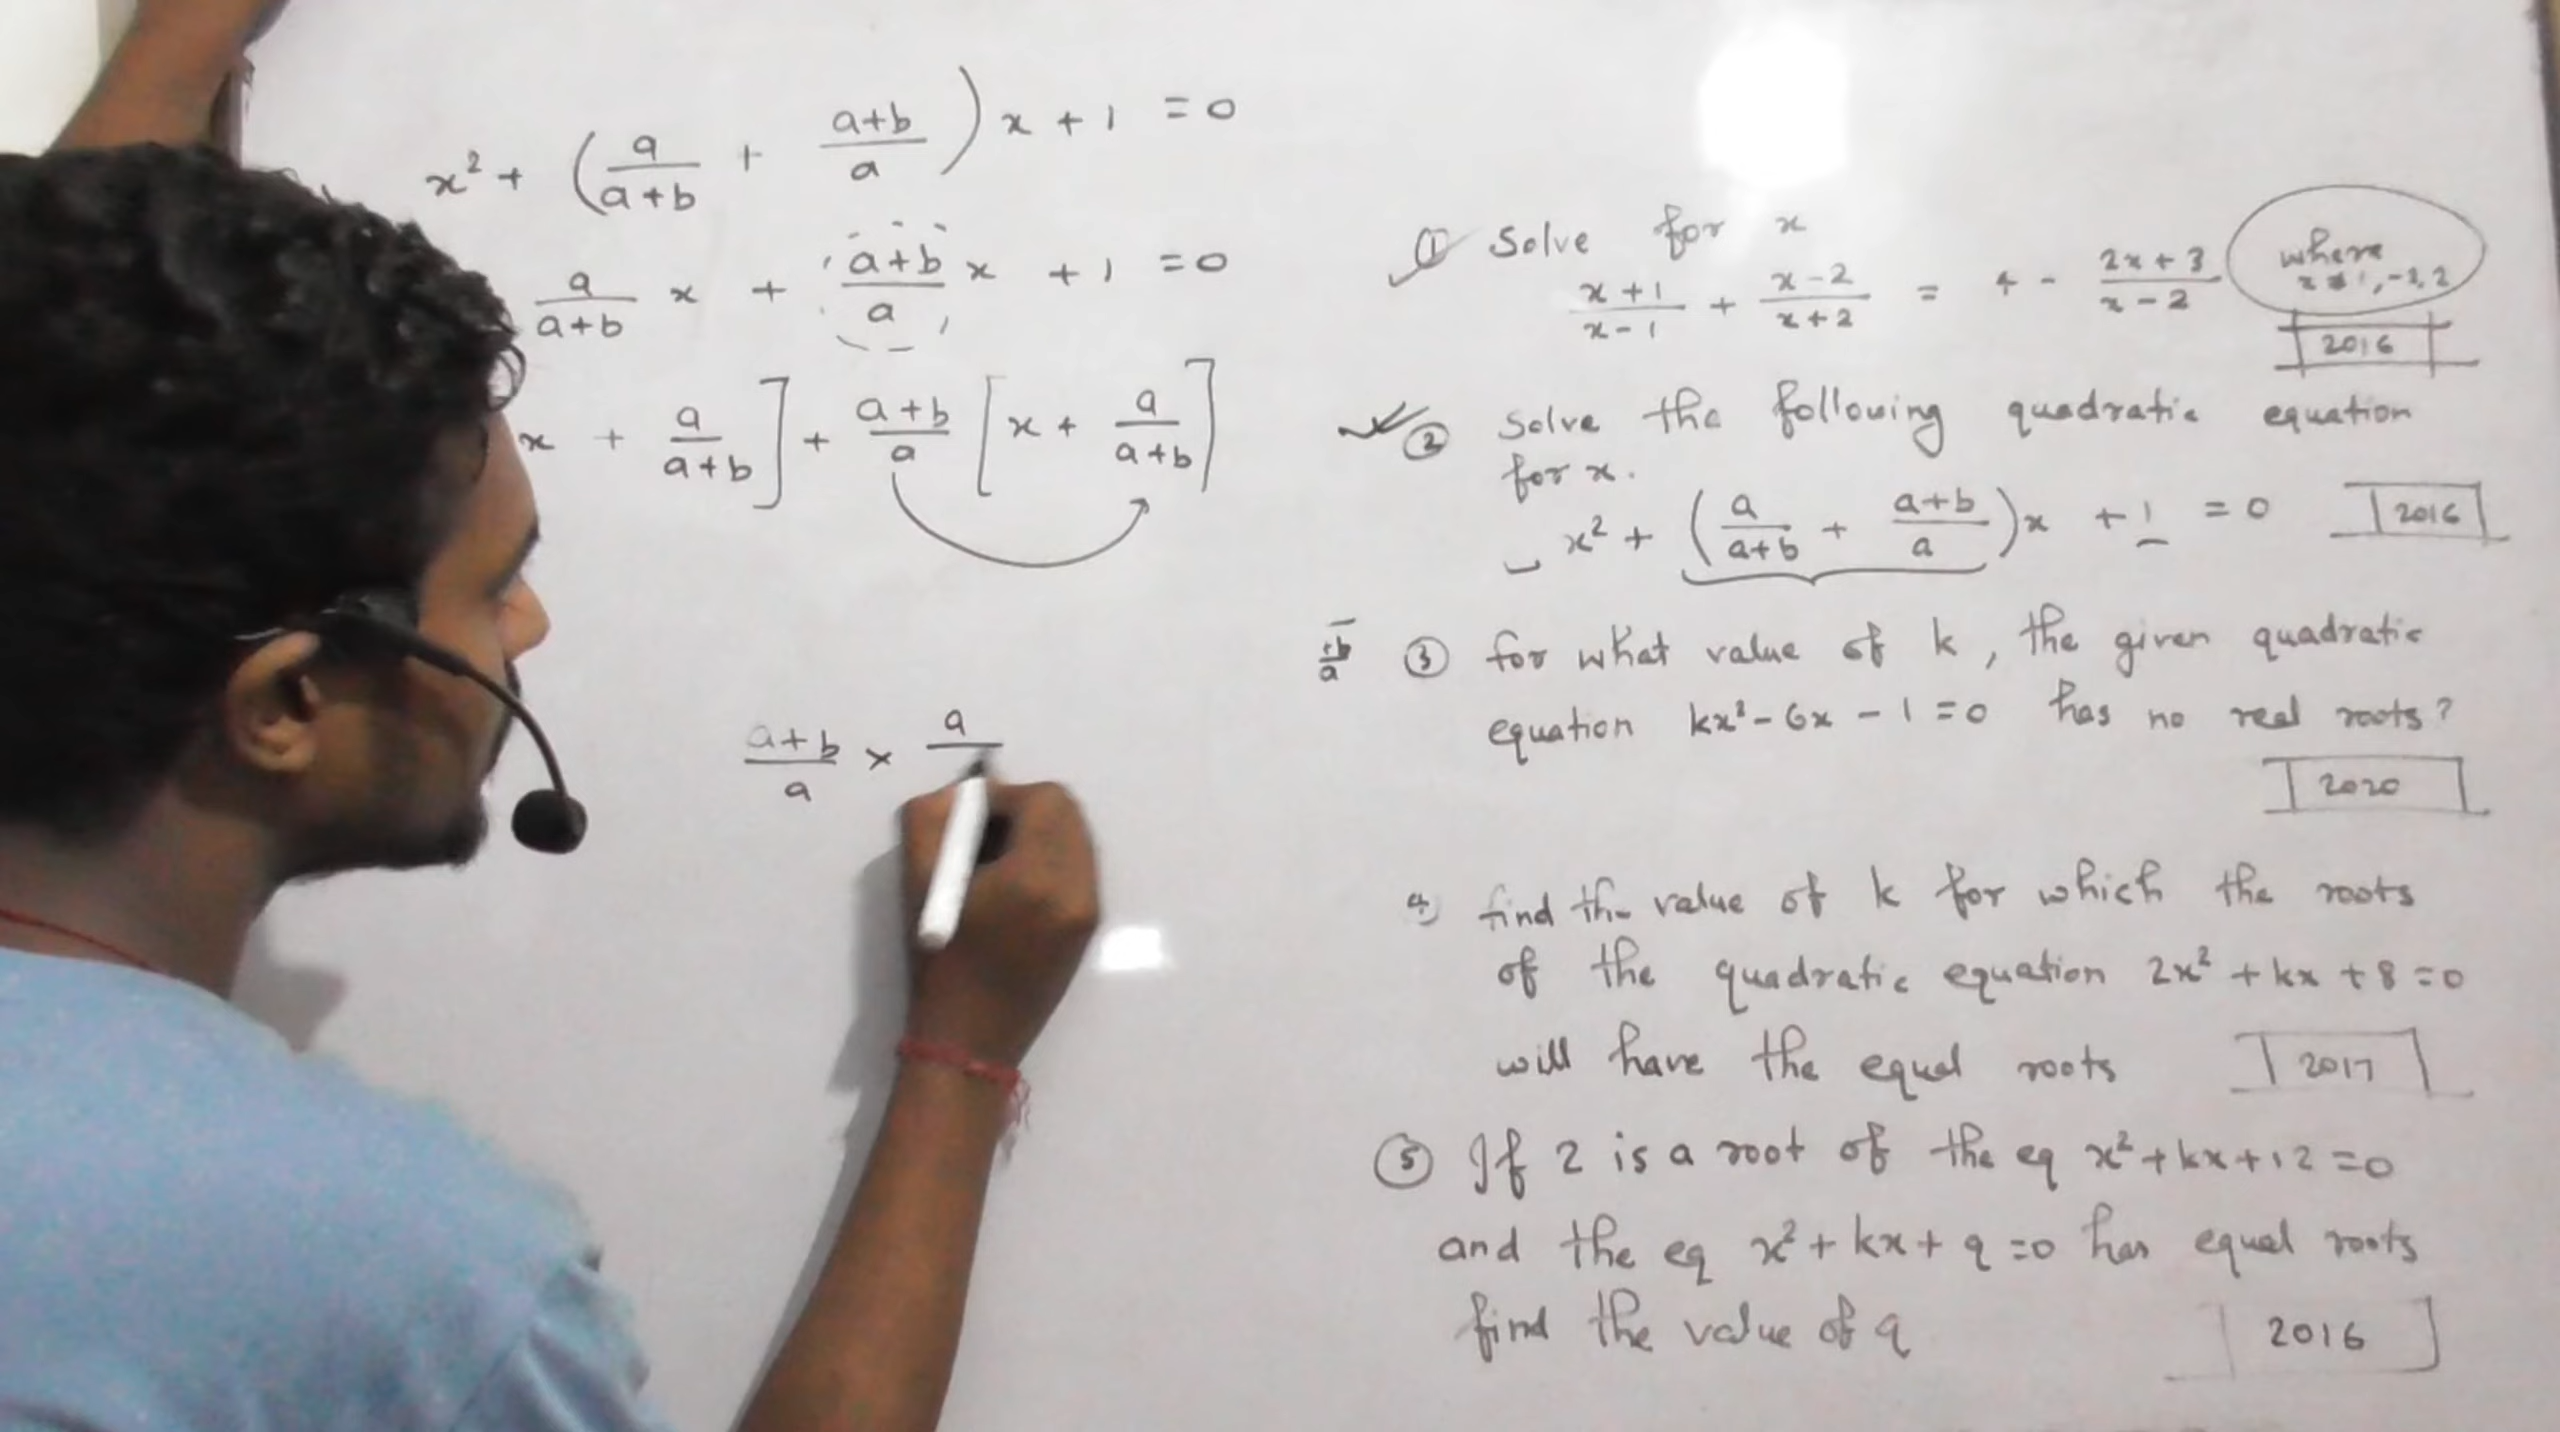 x² + (a/a+b + a+b/a) x + 1 = 0
a/a+b x + a+b/a x + 1 = 0
x + a/a+b ] + a+b/a [ x + a/a+b ]
a+b/a × a
① Solve for x
x+1/x-1 + x-2/x+2 = 4 - 2x+3/x-2 where x ≠ 1, -2, 2
2016
② Solve the following quadratic equation
for x.
x² + (a/a+b + a+b/a) x + 1 = 0 2016
+b/a
③ for what value of k, the given quadratic
equation kx² - 6x - 1 = 0 has no real roots?
2020
4) find the value of k for which the roots
of the quadratic equation 2x² + kx + 8 = 0
will have the equal roots 2017
⑤ If 2 is a root of the eq x² + kx + 12 = 0
and the eq x² + kx + q = 0 has equal roots
find the value of q 2016